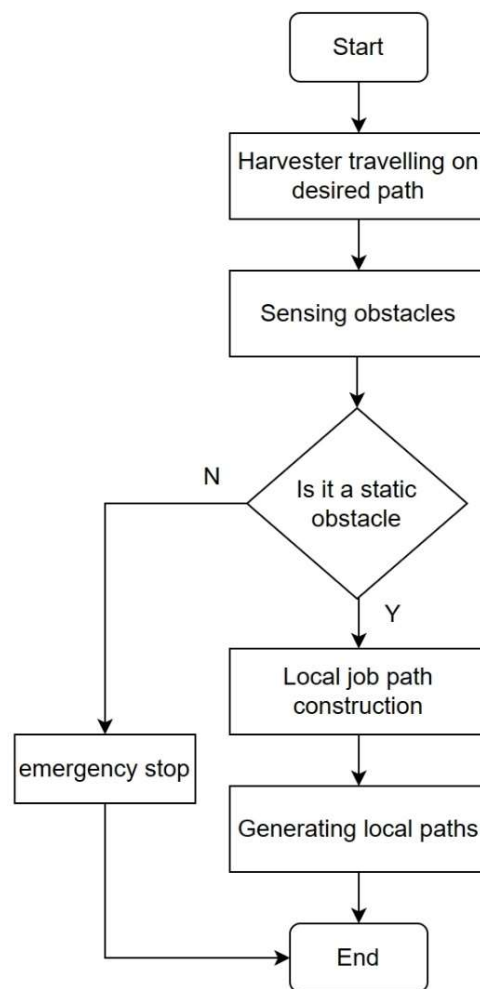 Start
Harvester travelling on
desired path
Sensing obstacles
Is it a static
obstacle
N
Y
Local job path
construction
emergency stop
Generating local paths
End